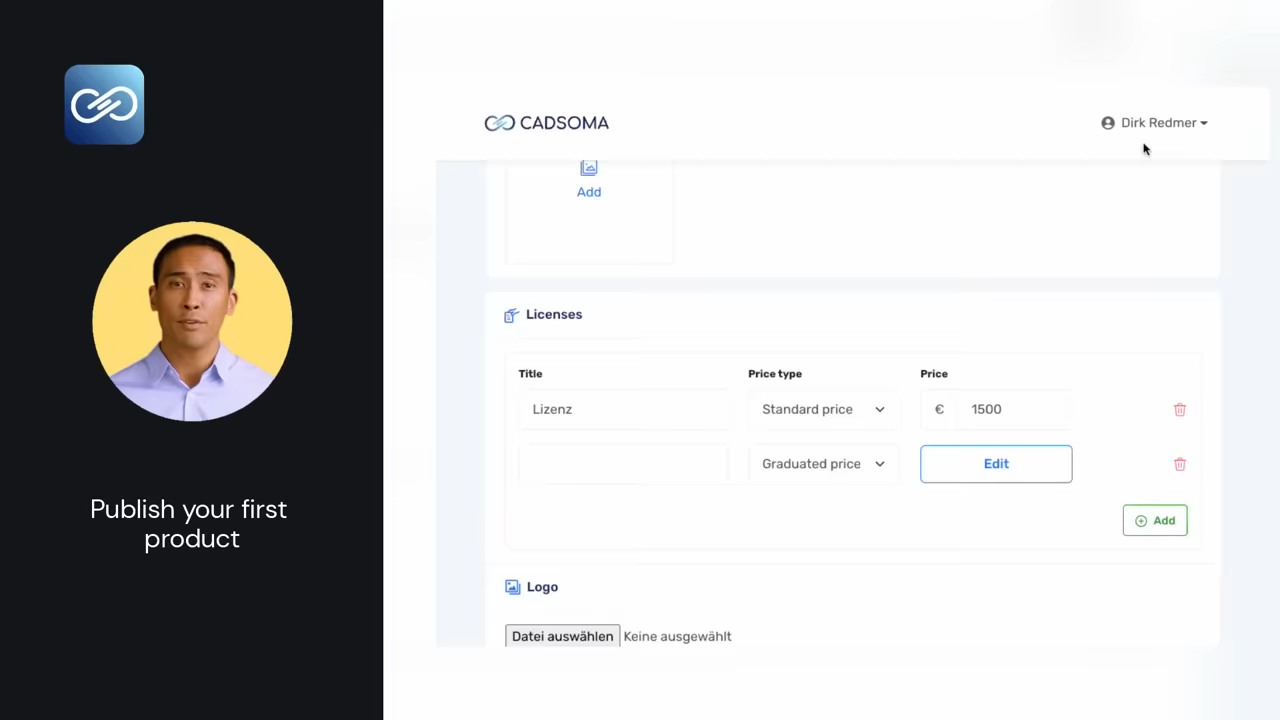 CADSOMA
Dirk Redmer
Add
Licenses
Title Price type Price
Lizenz Standard price € 1500
Graduated price Edit
Add
Logo
Datei auswählen Keine ausgewählt
Publish your first
product